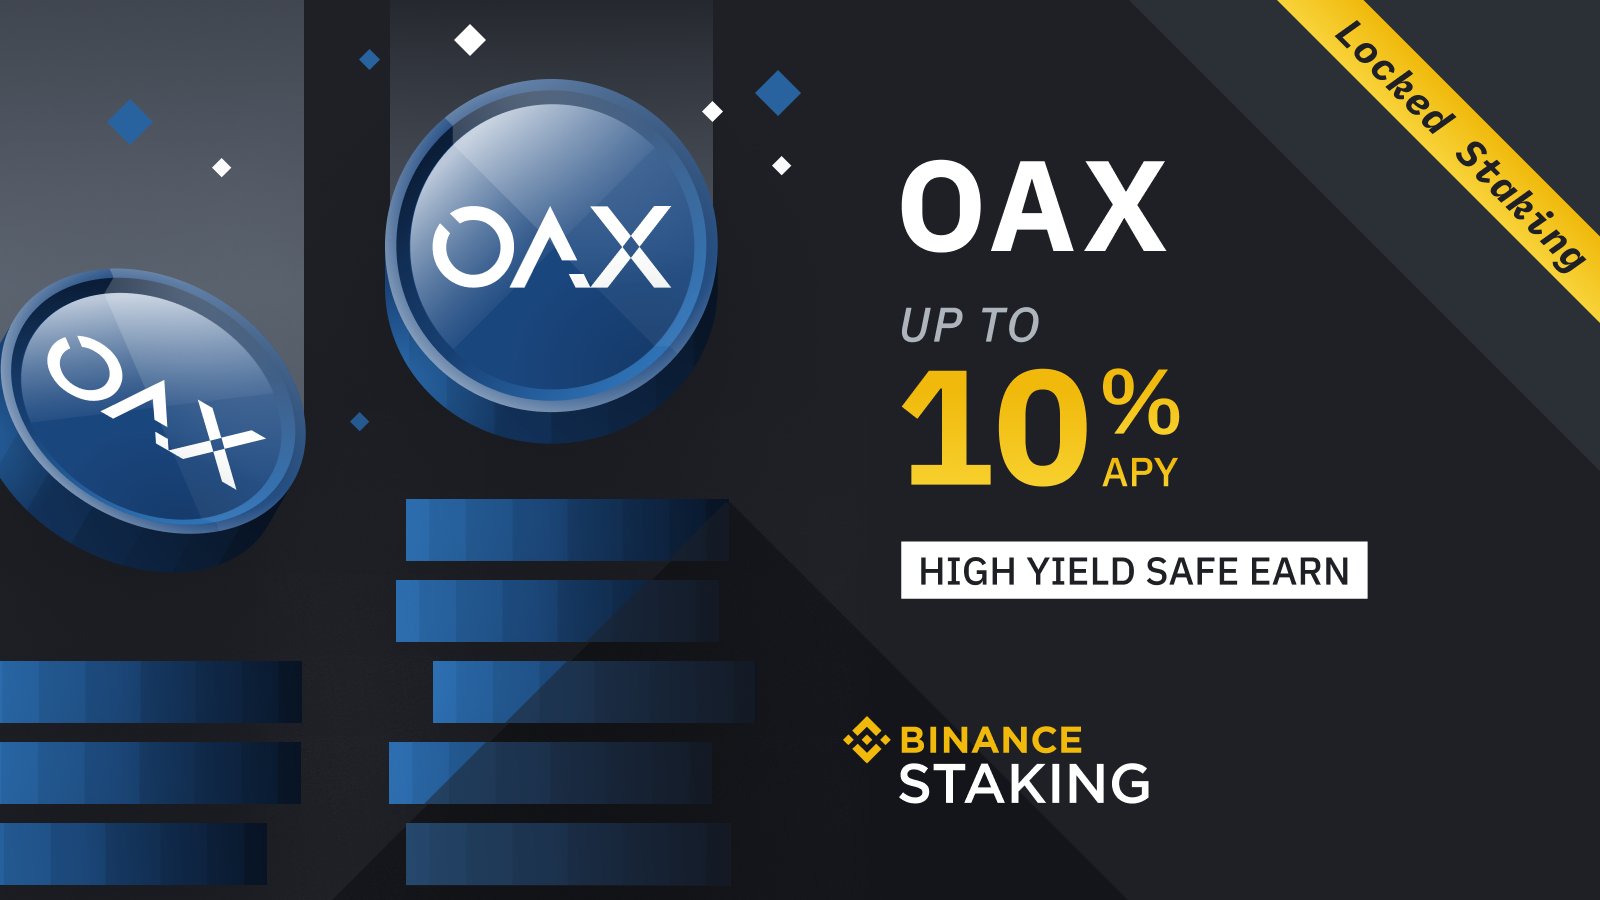 Locked Staking
OAX
OAX
OAX
UP TO
10%
APY
HIGH YIELD SAFE EARN
BINANCE
STAKING